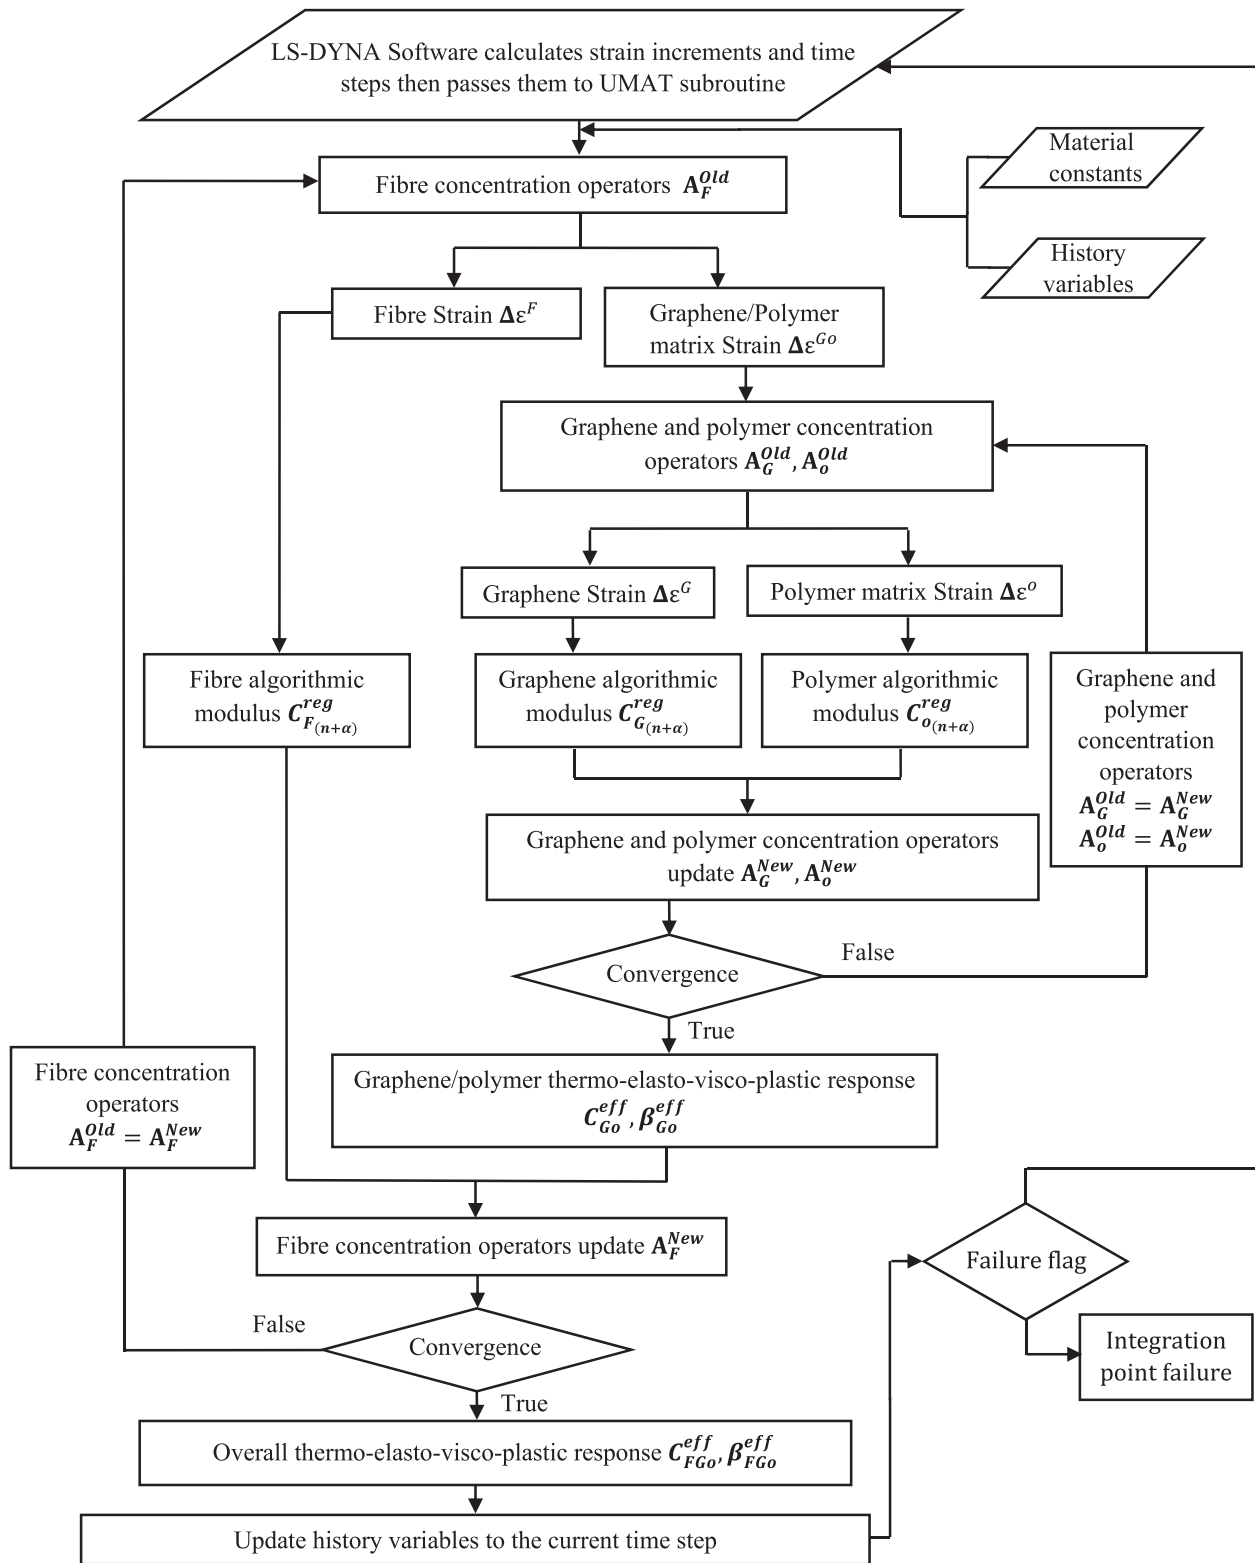 LS-DYNA Software calculates strain increments and time
steps then passes them to UMAT subroutine
Material
constants
Fibre concentration operators A_F^Old
History
variables
Fibre Strain Δε^F
Graphene/Polymer
matrix Strain Δε^Go
Graphene and polymer concentration
operators A_G^Old, A_o^Old
Graphene Strain Δε^G
Polymer matrix Strain Δε^o
Fibre algorithmic
modulus C_F(n+α)^reg
Graphene algorithmic
modulus C_G(n+α)^reg
Polymer algorithmic
modulus C_o(n+α)^reg
Graphene and
polymer
concentration
operators
A_G^Old = A_G^New
A_o^Old = A_o^New
Graphene and polymer concentration operators
update A_G^New, A_o^New
Convergence
False
True
Fibre concentration
operators
A_F^Old = A_F^New
Graphene/polymer thermo-elasto-visco-plastic response
C_Go^eff, β_Go^eff
Fibre concentration operators update A_F^New
Failure flag
False
Convergence
Integration
point failure
True
Overall thermo-elasto-visco-plastic response C_FGo^eff, β_FGo^eff
Update history variables to the current time step